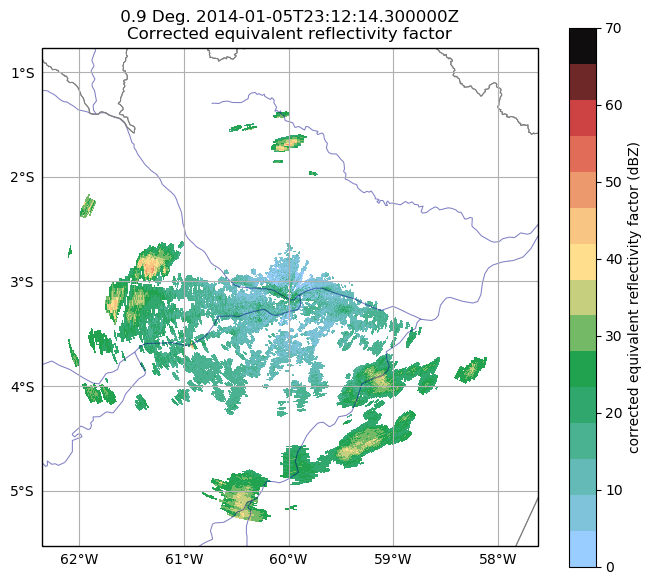 0.9 Deg. 2014-01-05T23:12:14.300000Z
Corrected equivalent reflectivity factor
1°S
2°S
3°S
4°S
5°S
62°W
61°W
60°W
59°W
58°W
70
60
50
40
30
20
10
0
corrected equivalent reflectivity factor (dBZ)